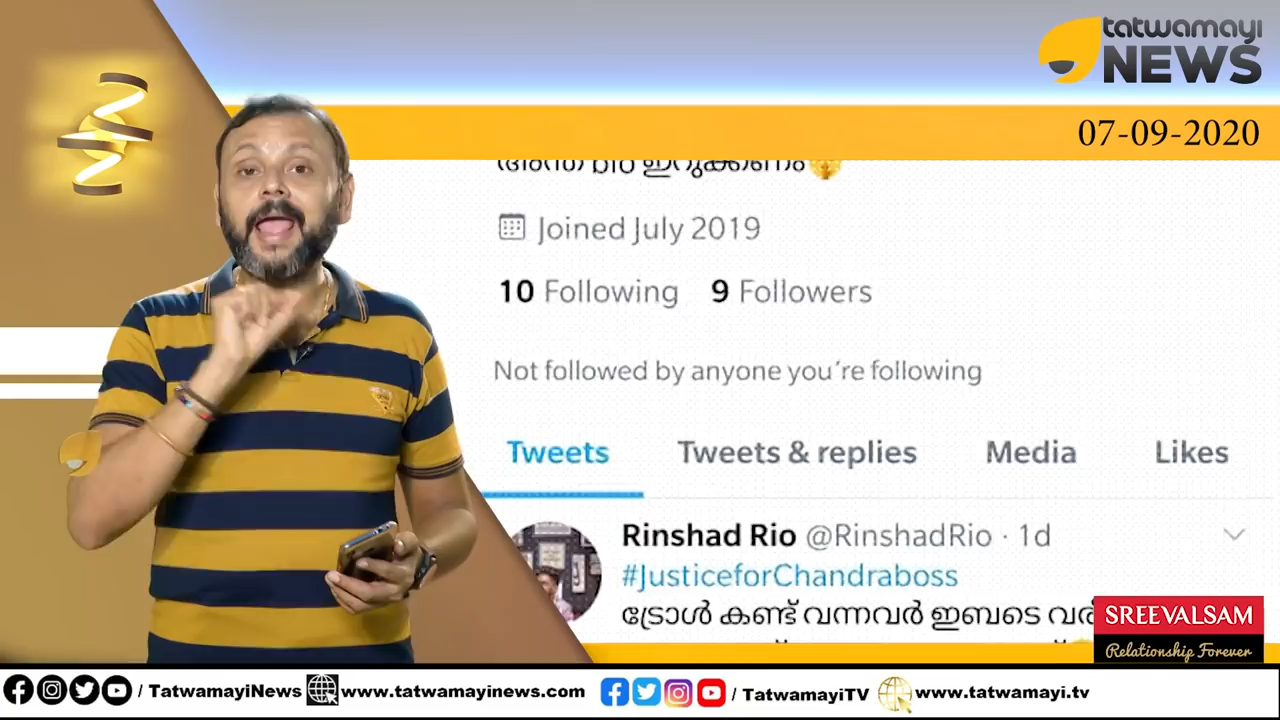 tatwamayi
NEWS
07-09-2020
ഇറുക്കണം
Joined July 2019
10 Following 9 Followers
Not followed by anyone you're following
Tweets Tweets & replies Media Likes
Rinshad Rio @RinshadRio · 1d
#JusticeforChandraboss
ട്രോൾ കണ്ട് വന്നവർ ഇബടെ
SREEVALSAM
Relationship Forever
/ TatwamayiNews www.tatwamayinews.com / TatwamayiTV www.tatwamayi.tv